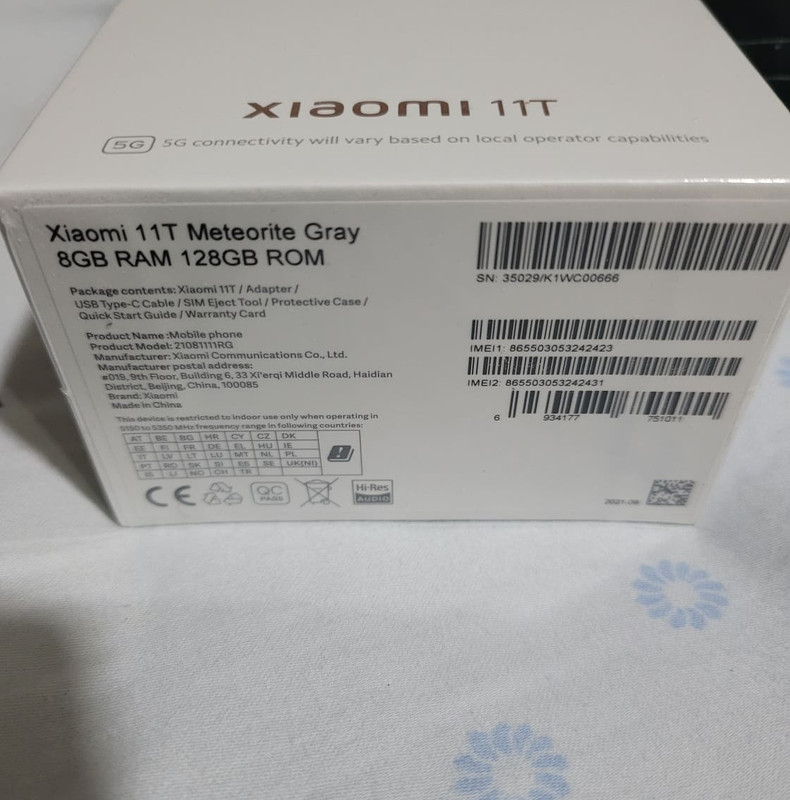 xiaomi 11T
5G 5G connectivity will vary based on local operator capabilities
Xiaomi 11T Meteorite Gray
8GB RAM 128GB ROM
Package contents: Xiaomi 11T / Adapter /
USB Type-C Cable / SIM Eject Tool / Protective Case /
Quick Start Guide / Warranty Card
Product Name :Mobile phone
Product Model: 21081111RG
Manufacturer: Xiaomi Communications Co., Ltd.
Manufacturer postal address:
#019, 9th Floor, Building 6, 33 Xi'erqi Middle Road, Haidian
District, Beijing, China, 100085
Brand: Xiaomi
Made in China
This device is restricted to indoor use only when operating in
5150 to 5350 MHz frequency range in following countries:
AT BE BG HR CY CZ DK
EE FI FR DE EL HU IE
IT LV LT LU MT NL PL
PT RO SK SI ES SE UK(NI)
IS LI NO CH TR
CE
QC
PASS
Hi-Res
AUDIO
SN: 35029/K1WC00666
IMEI1: 865503053242423
IMEI2: 865503053242431
6 934177 751011
2021.09